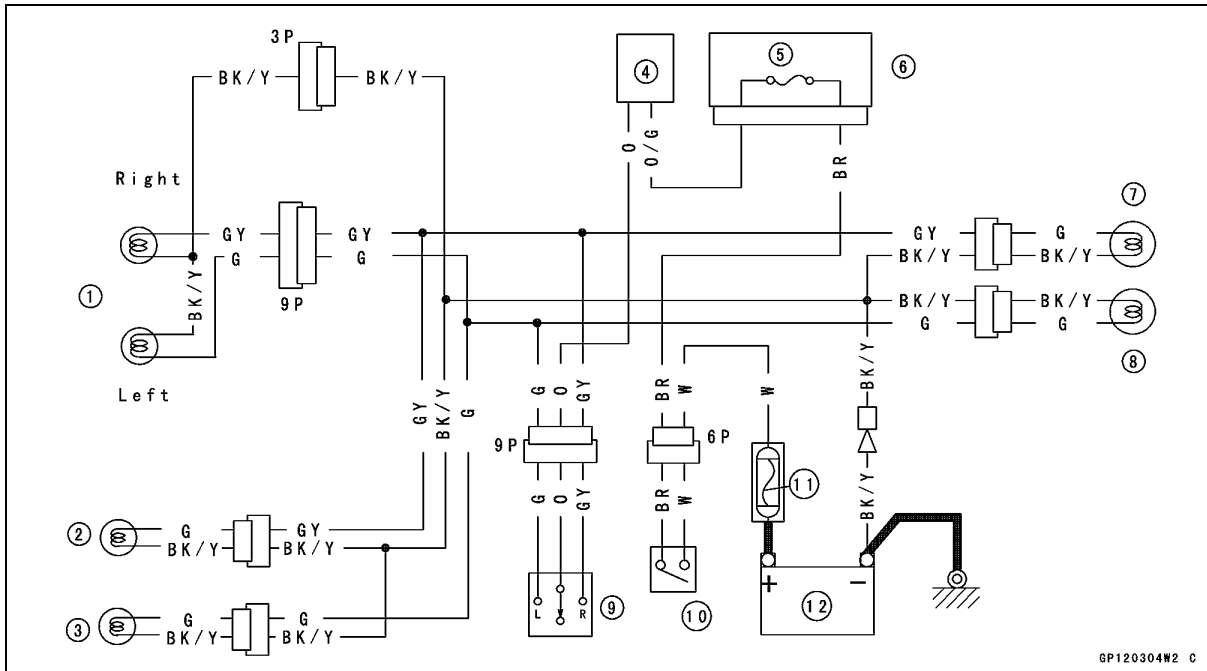 3P
BK/Y BK/Y
④ ⑤ ⑥
O O/G BR
Right
⑦
GY GY GY G
G G BK/Y BK/Y
① BK/Y
9P
BK/Y BK/Y
G G
Left
⑧
BK/Y
GY BK/Y G G O GY BR W W
9P 6P
⑪
G O GY BR W BK/Y
② G GY
BK/Y BK/Y
+ −
③ G G
BK/Y BK/Y
L R ⑨ ⑩ ⑫
GP120304W2 C